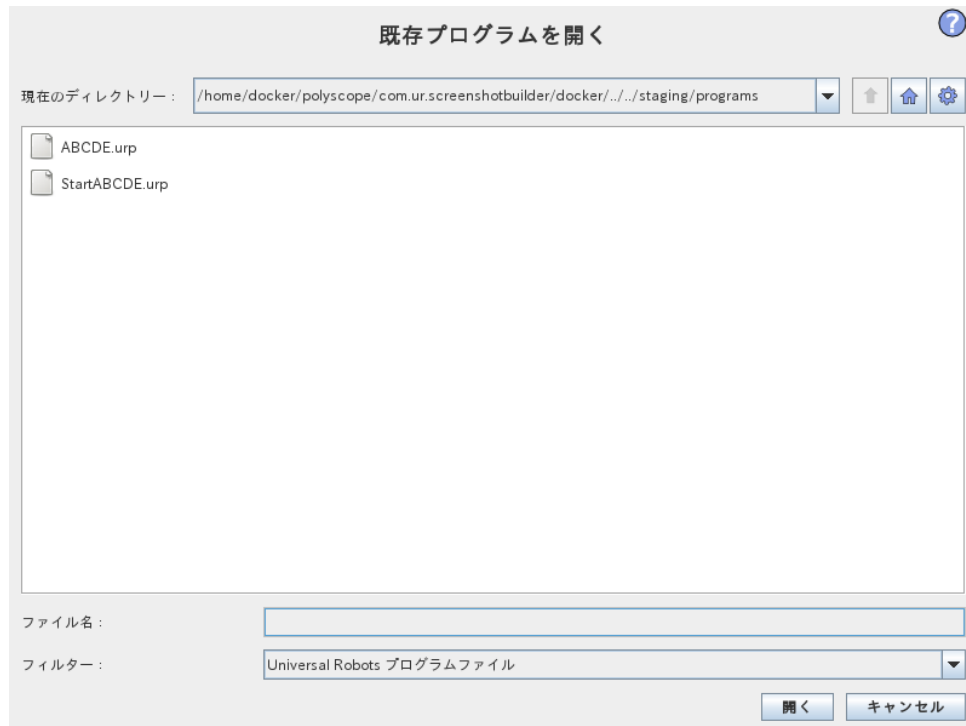 既存プログラムを開く
?
現在のディレクトリー :
/home/docker/polyscope/com.ur.screenshotbuilder/docker/../../staging/programs
ABCDE.urp
StartABCDE.urp
ファイル名 :
フィルター :
Universal Robots プログラムファイル
開く
キャンセル